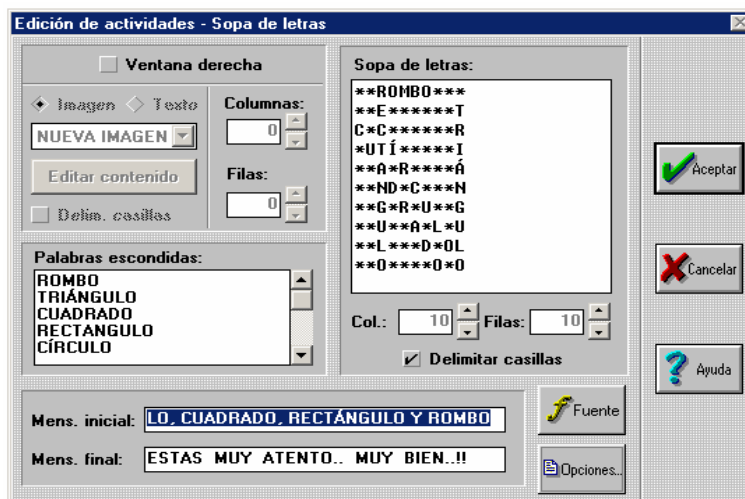 Edición de actividades - Sopa de letras
Ventana derecha
Imagen Texto
NUEVA IMAGEN
Editar contenido
Delim. casillas
Columnas:
0
Filas:
0
Palabras escondidas:
ROMBO
TRIÁNGULO
CUADRADO
RECTANGULO
CÍRCULO
Sopa de letras:
**ROMBO***
**E******T
C*C******R
*UTÍ*****I
**A*R****Á
**ND*C***N
**G*R*U**G
**U**A*L*U
**L***D*OL
**O****O*O
Col.: 10 Filas: 10
Delimitar casillas
Mens. inicial: LO, CUADRADO, RECTÁNGULO Y ROMBO
Mens. final: ESTAS MUY ATENTO.. MUY BIEN..!!
Fuente
Opciones...
Aceptar
Cancelar
Ayuda